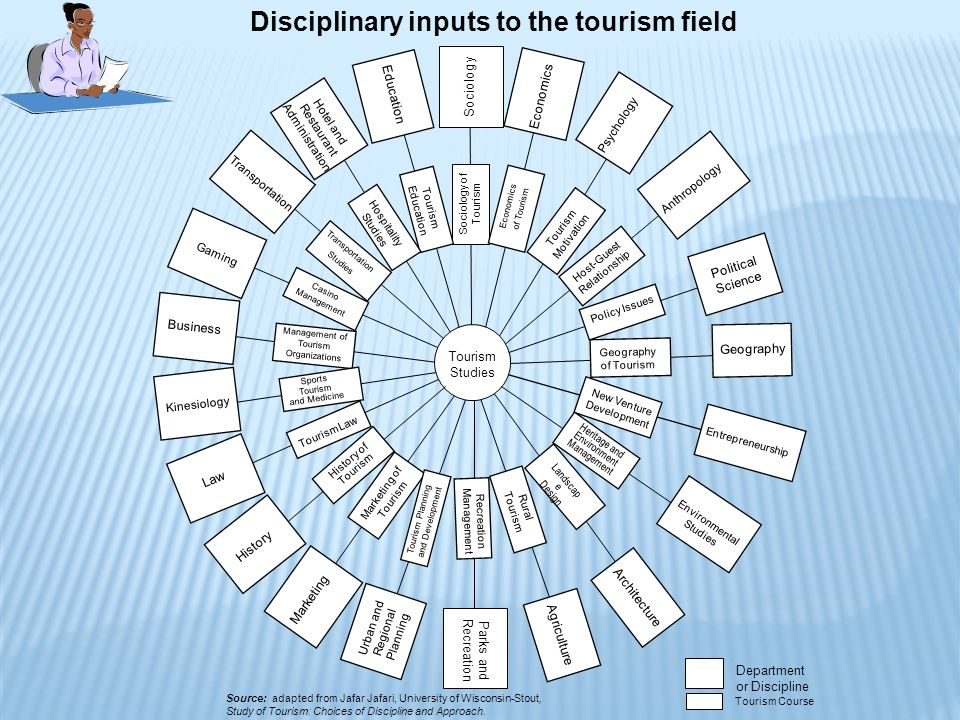 Disciplinary inputs to the tourism field
Sociology
Economics
Psychology
Anthropology
Political
Science
Geography
Entrepreneurship
Environmental
Studies
Architecture
Agriculture
Parks and
Recreation
Urban and
Regional
Planning
Marketing
History
Law
Kinesiology
Business
Gaming
Transportation
Hotel and
Restaurant
Administration
Education
Sociology of
Tourism
Economics
of Tourism
Tourism
Motivation
Host-Guest
Relationship
Policy Issues
Geography
of Tourism
New Venture
Development
Heritage and
Environment
Management
Landscap
e
Design
Rural
Tourism
Recreation
Management
Tourism Planning
and Development
Marketing of
Tourism
History of
Tourism
Tourism Law
Sports
Tourism
and Medicine
Management of
Tourism
Organizations
Casino
Management
Transportation
Studies
Hospitality
Studies
Tourism
Education
Tourism
Studies
Department
or Discipline
Tourism Course
Source: adapted from Jafar Jafari, University of Wisconsin-Stout,
Study of Tourism: Choices of Discipline and Approach.